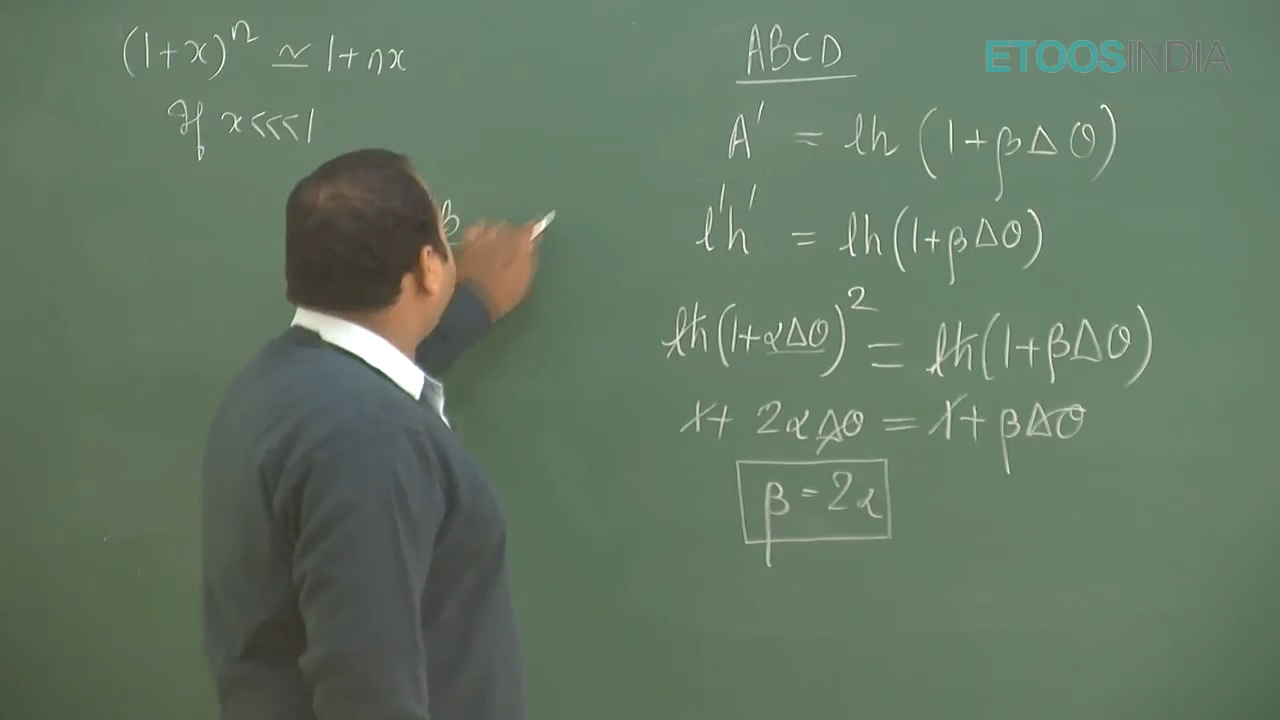 (1+x)^n ≃ 1+nx
If x<<<1
β
ABCD
A' = lh (1+βΔθ)
l'h' = lh(1+βΔθ)
lh(1+αΔθ)^2 = lh(1+βΔθ)
1+ 2αΔθ = 1+ βΔθ
β = 2α
ETOOSINDIA